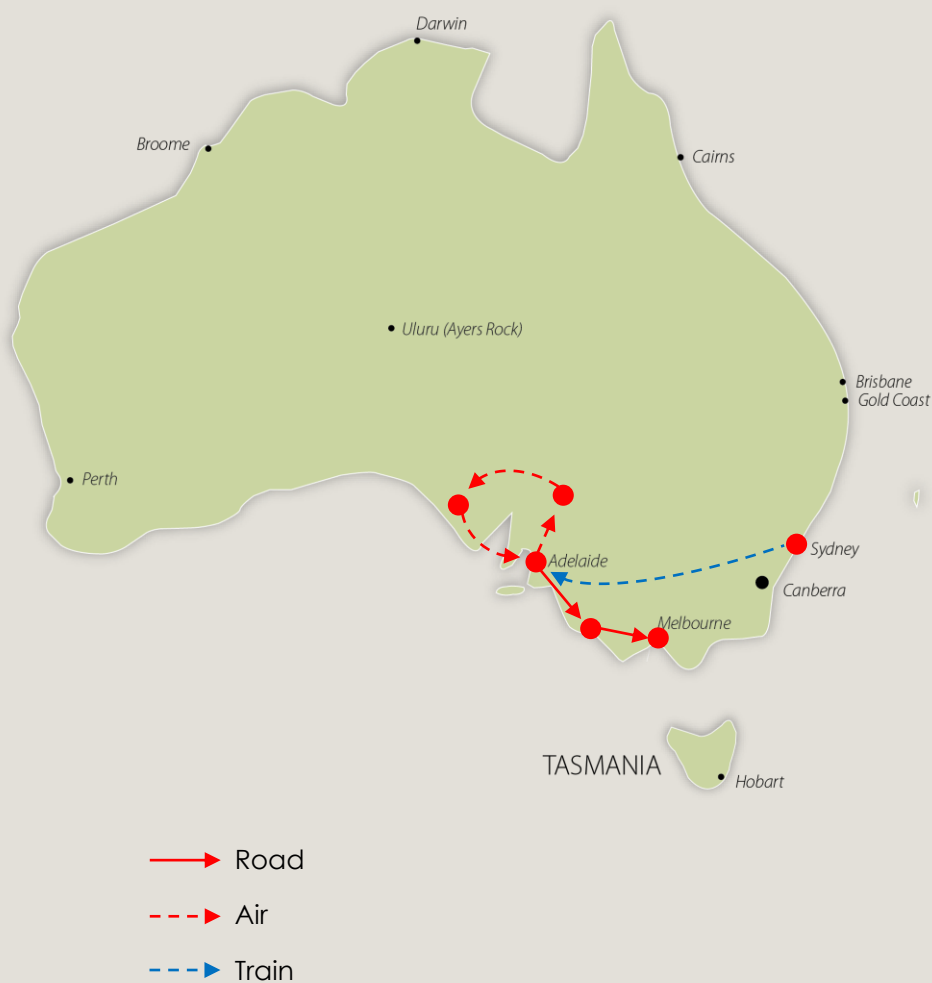 Darwin
Broome
Cairns
Uluru (Ayers Rock)
Brisbane
Gold Coast
Perth
Sydney
Adelaide
Canberra
Melbourne
TASMANIA
Hobart
Road
Air
Train